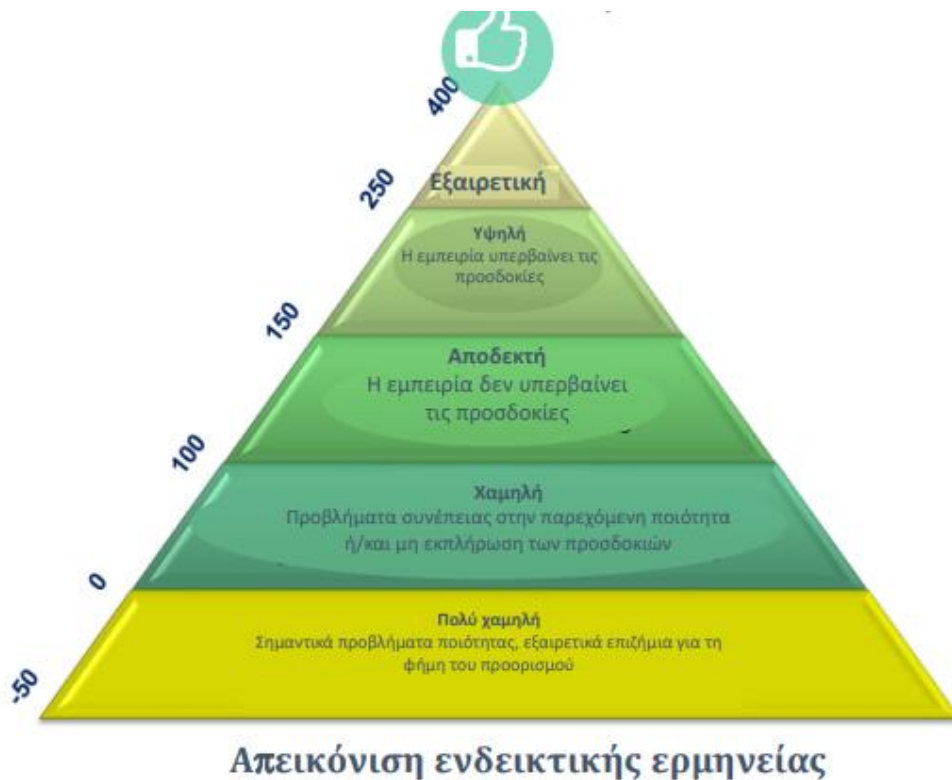 400
Εξαιρετική
250
Υψηλή
Η εμπειρία υπερβαίνει τις
προσδοκίες
150
Αποδεκτή
Η εμπειρία δεν υπερβαίνει
τις προσδοκίες
100
Χαμηλή
Προβλήματα συνέπειας στην παρεχόμενη ποιότητα
ή/και μη εκπλήρωση των προσδοκιών
0
Πολύ χαμηλή
Σημαντικά προβλήματα ποιότητας, εξαιρετικά επιζήμια για τη
φήμη του προορισμού
-50
Απεικόνιση ενδεικτικής ερμηνείας